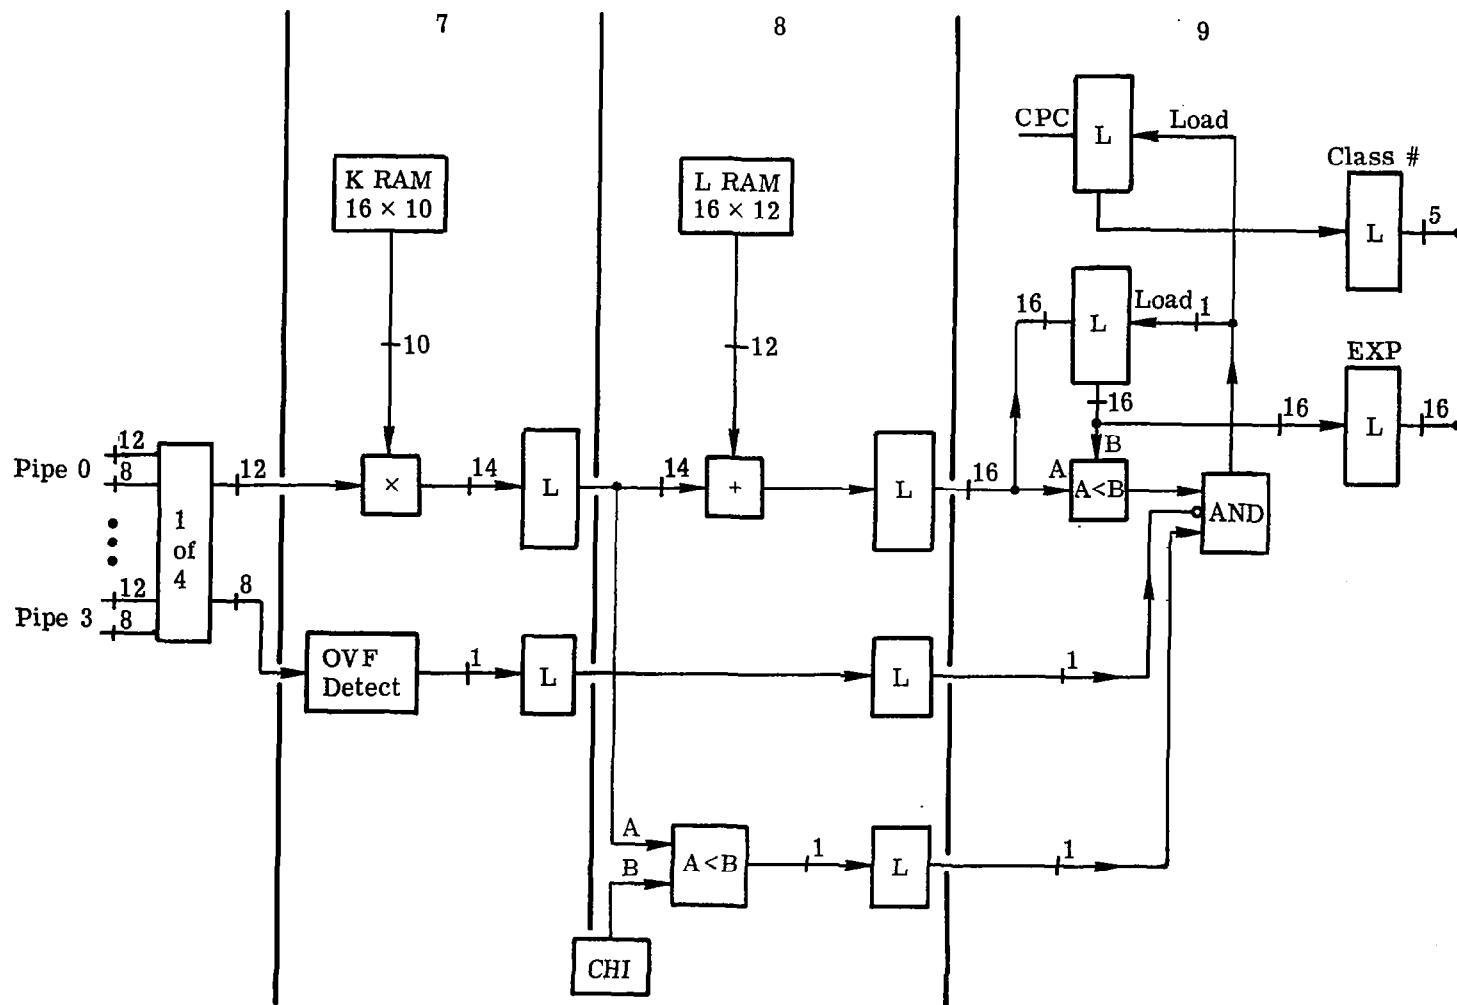 7
8
9
CPC
L
Load
Class #
K RAM
16 × 10
L RAM
16 × 12
L
5
16
L
Load
1
10
12
EXP
16
16
L
16
B
Pipe 0
12
8
12
×
14
L
14
+
L
16
A
A<B
AND
1
of
4
Pipe 3
12
8
8
OVF
Detect
1
L
L
1
A
B
A<B
1
L
1
CHI